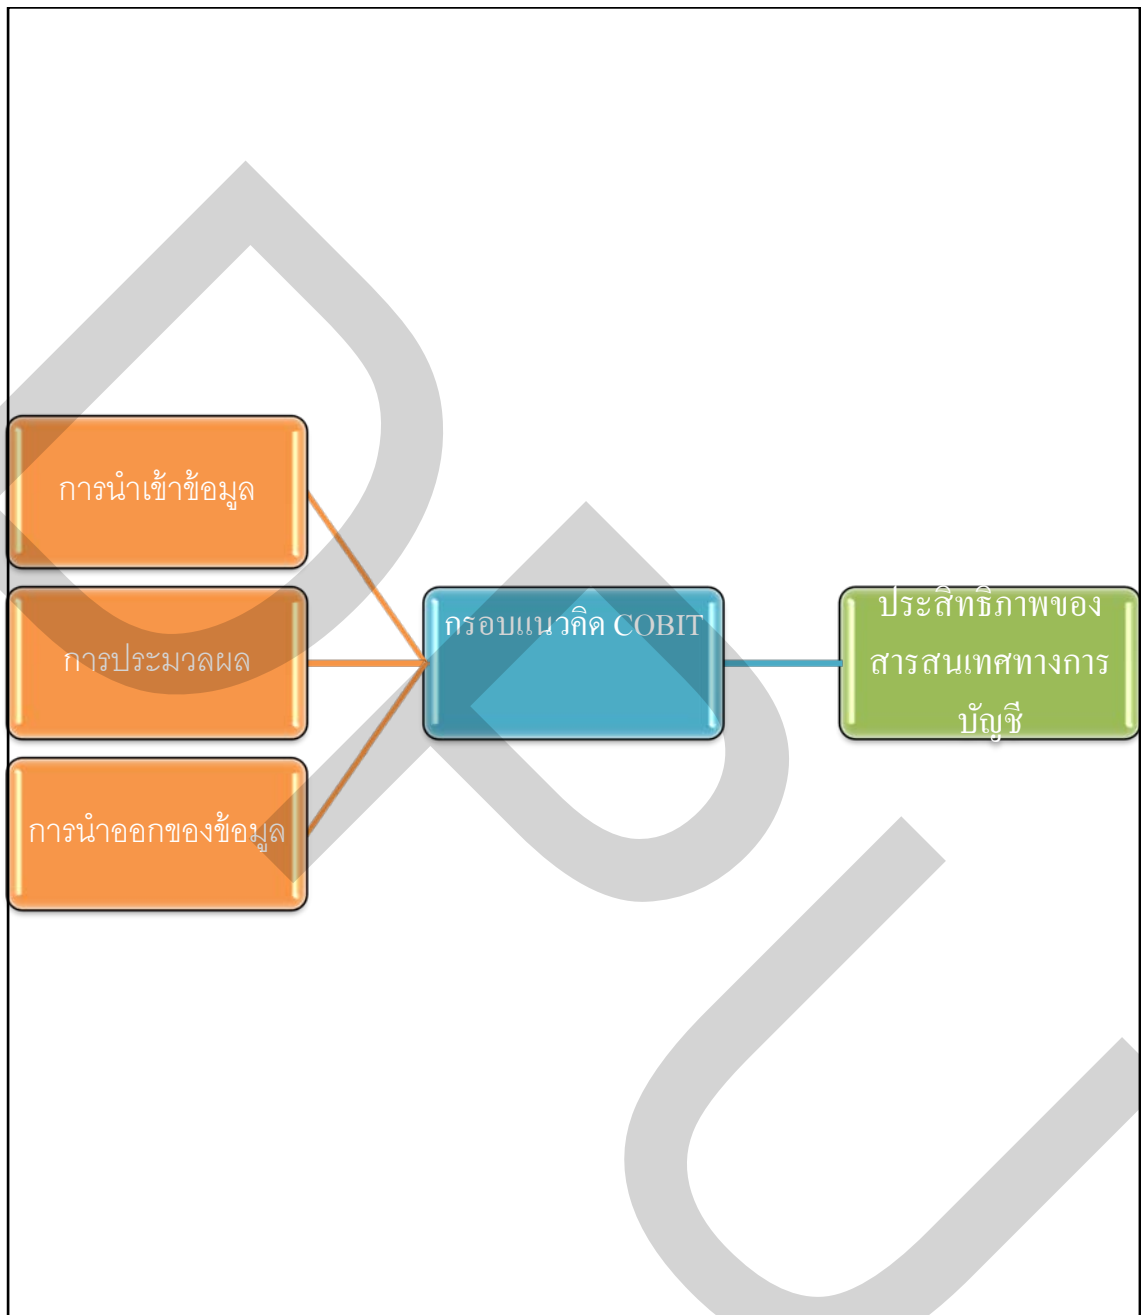 การนำเข้าข้อมูล
การประมวลผล
การนำออกของข้อมูล
กรอบแนวคิด COBIT
ประสิทธิภาพของ
สารสนเทศทางการ
บัญชี
DPU